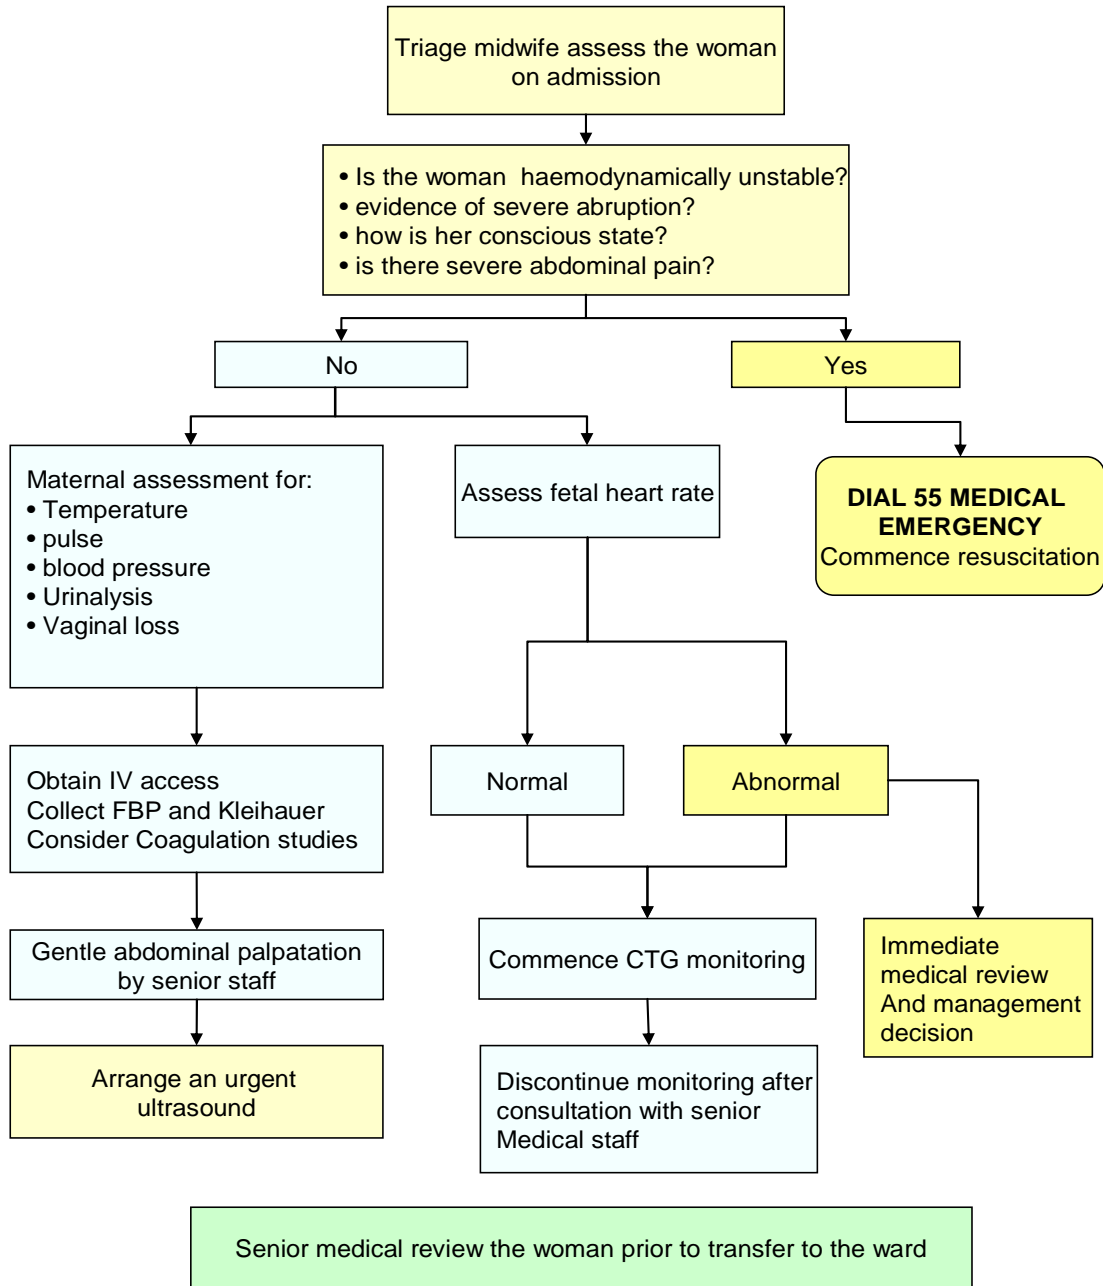 Triage midwife assess the woman
on admission
• Is the woman  haemodynamically unstable?
• evidence of severe abruption?
• how is her conscious state?
• is there severe abdominal pain?
No
Yes
Maternal assessment for:
• Temperature
• pulse
• blood pressure
• Urinalysis
• Vaginal loss
Assess fetal heart rate
DIAL 55 MEDICAL
EMERGENCY
Commence resuscitation
Obtain IV access
Collect FBP and Kleihauer
Consider Coagulation studies
Normal
Abnormal
Gentle abdominal palpatation
by senior staff
Commence CTG monitoring
Immediate
medical review
And management
decision
Arrange an urgent
ultrasound
Discontinue monitoring after
consultation with senior
Medical staff
Senior medical review the woman prior to transfer to the ward